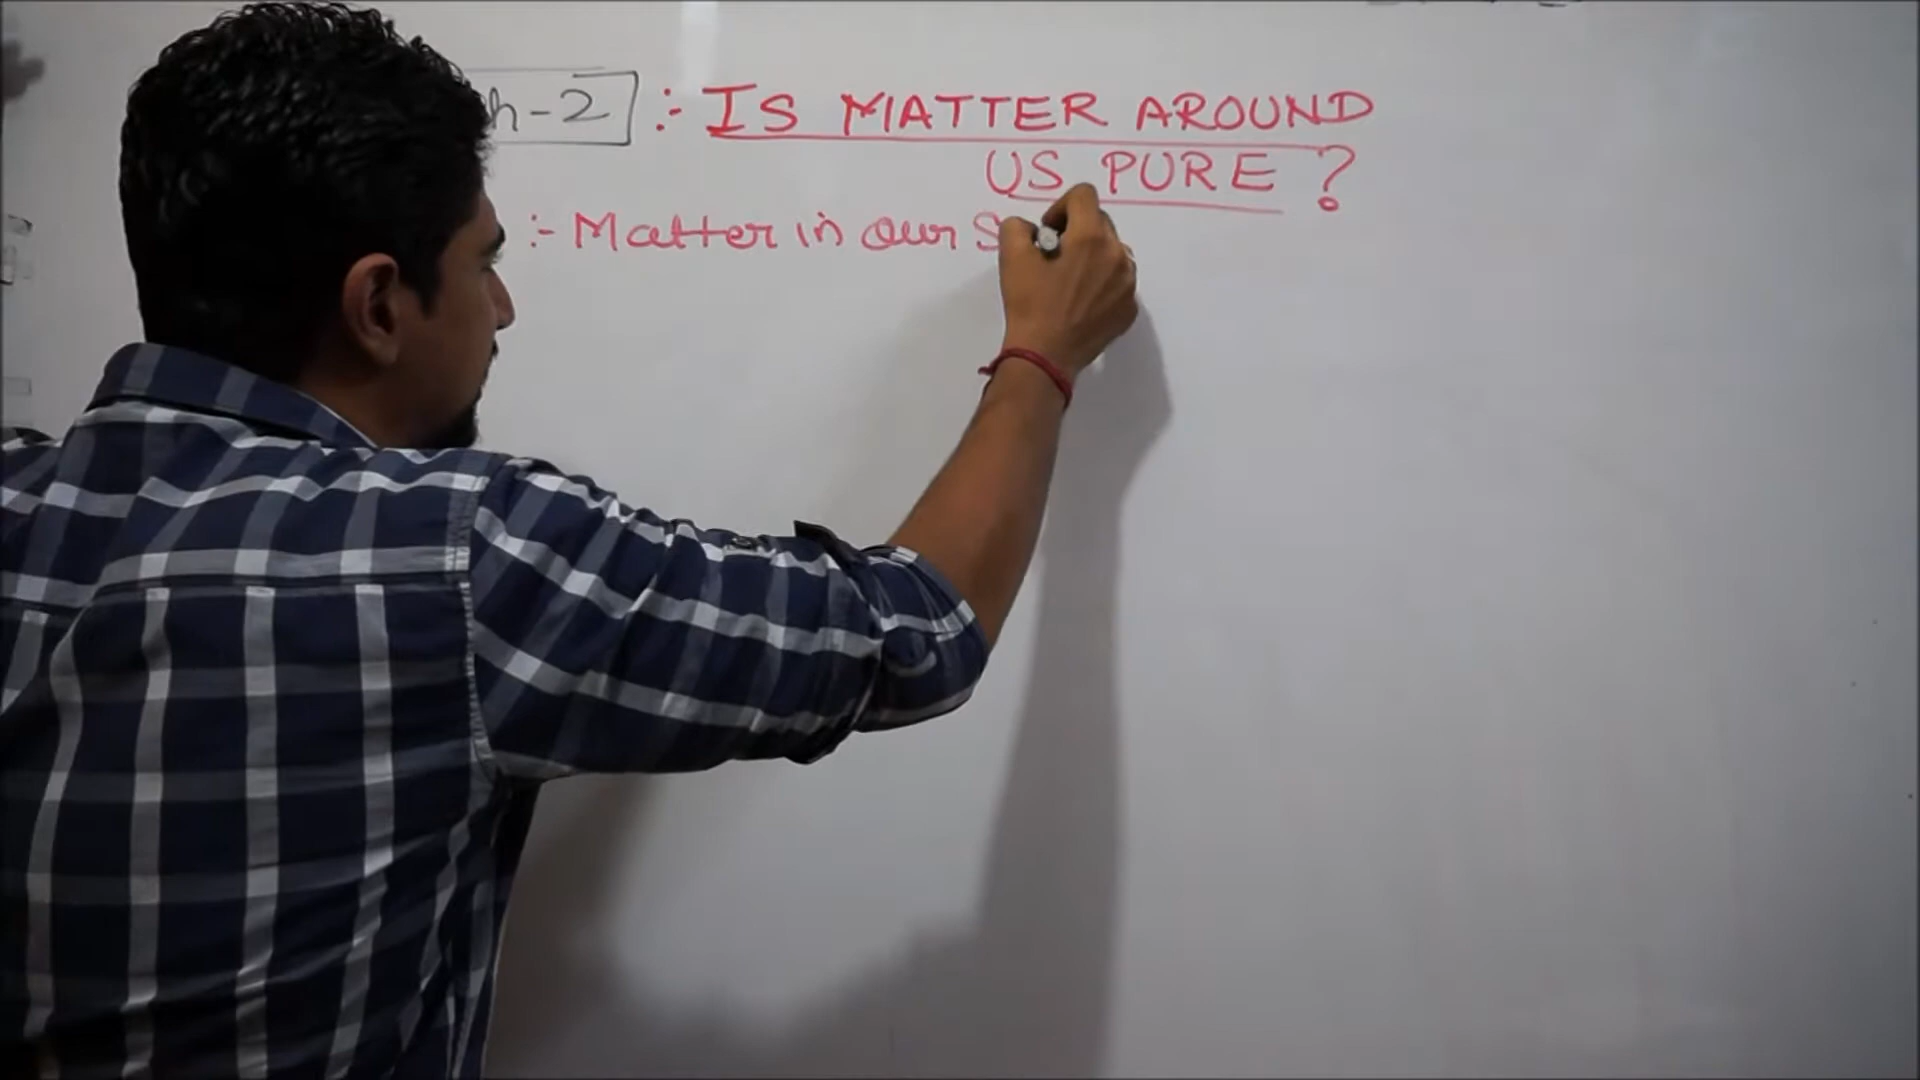 h-2 :- IS MATTER AROUND
US PURE ?
:- Matter in our S